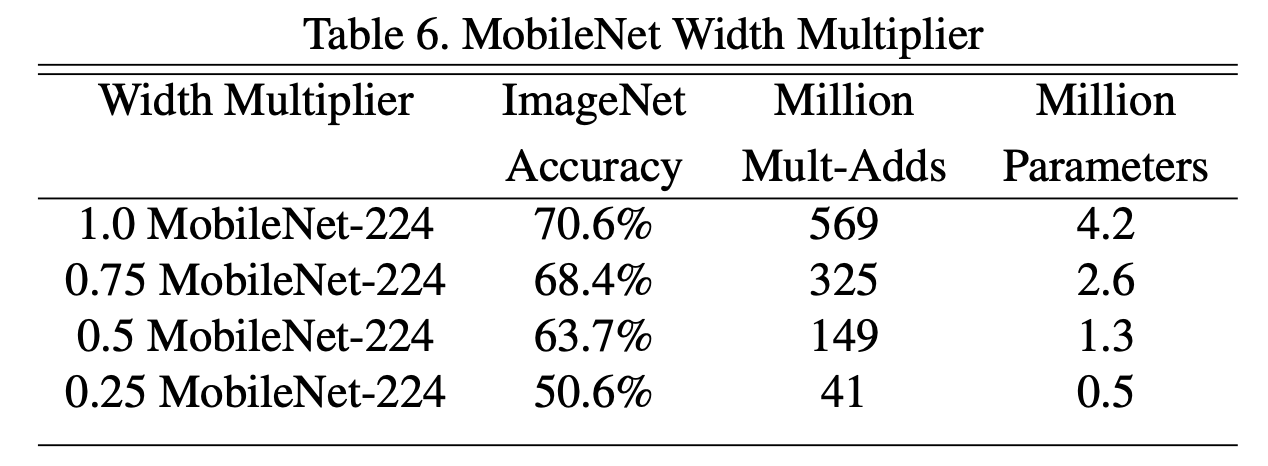 Table 6. MobileNet Width Multiplier
Width Multiplier ImageNet Million Million
Accuracy Mult-Adds Parameters
1.0 MobileNet-224 70.6% 569 4.2
0.75 MobileNet-224 68.4% 325 2.6
0.5 MobileNet-224 63.7% 149 1.3
0.25 MobileNet-224 50.6% 41 0.5